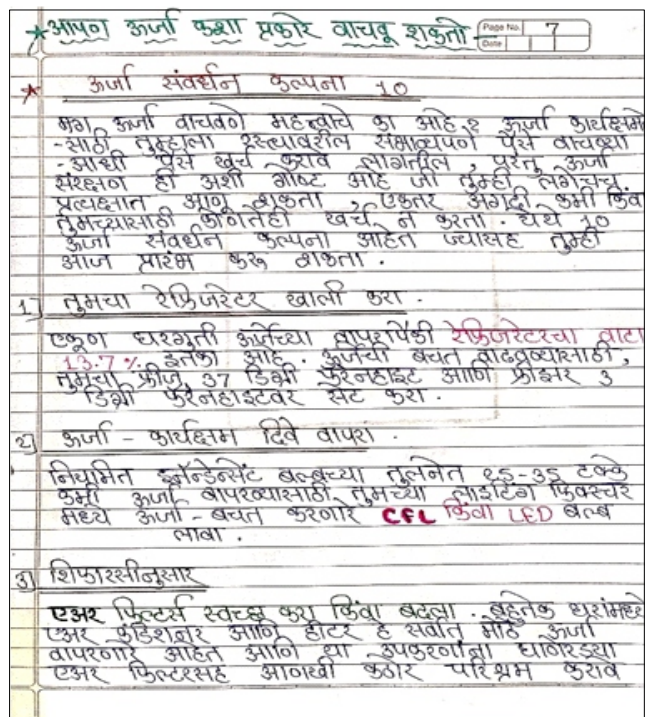 * आपण ऊर्जा कशा प्रकारे वाचवू शकतो -
Page No. 7
Date
* ऊर्जा संवर्धन कल्पना 10
मग ऊर्जा वाचवणे महत्त्वाचे का आहे? ऊर्जा कार्यक्षमते
-साठी तुम्हाला रस्त्यावरील संभाव्यपणे पैसे वाचवण्या
-आधी पैसे खर्च करावे लागतील, परंतु ऊर्जा
संरक्षण ही अशी गोष्ट आहे जी तुम्ही लगेचच
प्रत्यक्षात आणू शकता, एकतर अगदी कमी किंवा
तुमच्यासाठी कोणतेही खर्च न करता. येथे 10
ऊर्जा संवर्धन कल्पना आहेत ज्यासह तुम्ही
आज प्रारंभ करू शकता.
1] तुमचा रेफ्रिजरेटर खाली करा.
एकूण घरगुती ऊर्जेच्या वापरापैकी रेफ्रिजरेटरचा वाटा
13.7% इतका आहे. ऊर्जेची बचत वाढवण्यासाठी,
तुमचा फ्रीज 37 डिग्री फॅरेनहाइट आणि फ्रीझर 3
डिग्री फॅरेनहाइटवर सेट करा.
2] ऊर्जा - कार्यक्षम दिवे वापरा.
नियमित इनॅन्डेन्सेंट बल्बच्या तुलनेत २५-३५ टक्के
कमी ऊर्जा वापरण्यासाठी तुमच्या लाइटिंग फिक्स्चर
मध्ये ऊर्जा - बचत करणारे CFL किंवा LED बल्ब
लावा.
3] शिफारसीनुसार
एअर फिल्टर्स स्वच्छ करा किंवा बदला. बहुतेक घरांमध्ये
एअर कंडिशनर आणि हीटर हे सर्वात मोठे ऊर्जा
वापरणारे आहेत आणि या उपकरणांना घाणेरड्या
एअर फिल्टरसह आणखी कठोर परिश्रम करावे